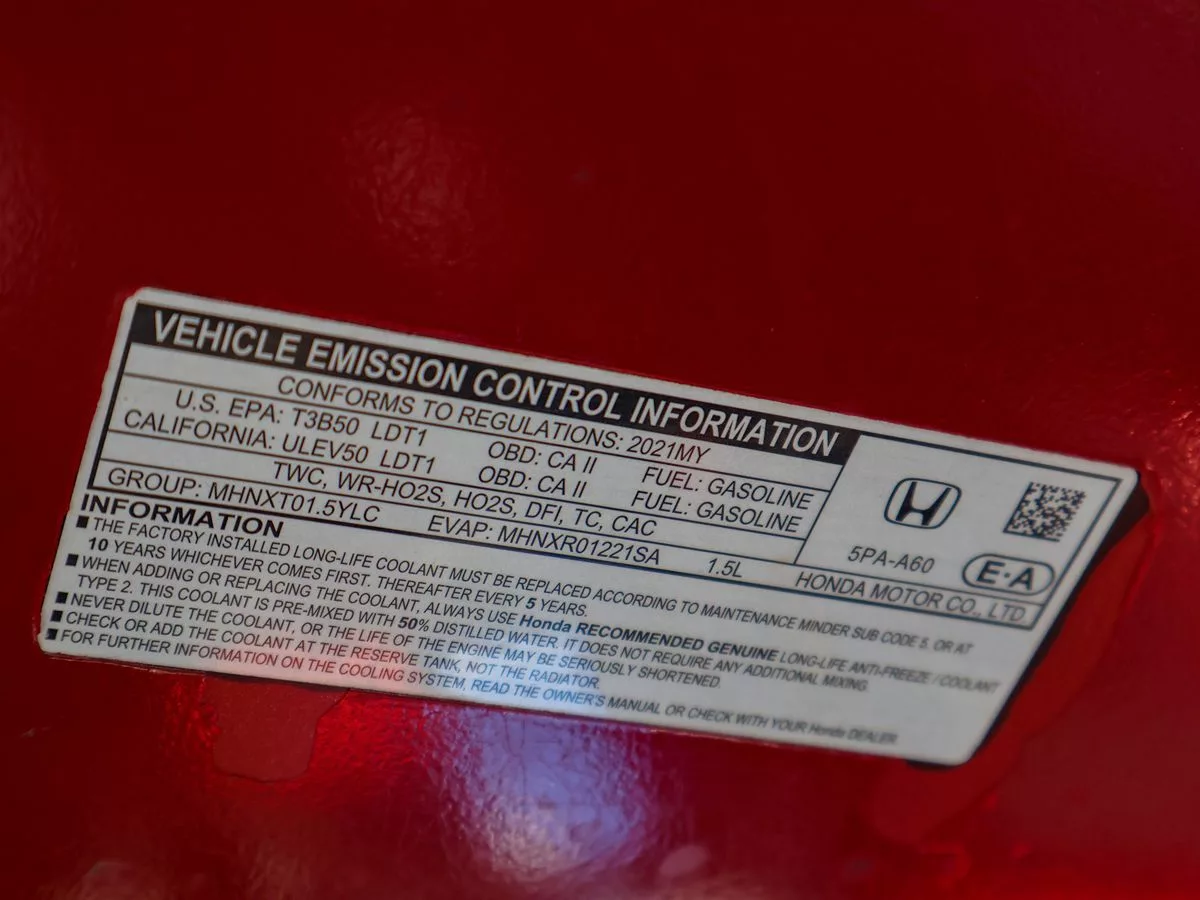 VEHICLE EMISSION CONTROL INFORMATION
CONFORMS TO REGULATIONS: 2021MY
U.S. EPA: T3B50 LDT1 OBD: CA II FUEL: GASOLINE
CALIFORNIA: ULEV50 LDT1 OBD: CA II FUEL: GASOLINE
TWC, WR-HO2S, HO2S, DFI, TC, CAC
GROUP: MHNXT01.5YLC EVAP: MHNXR01221SA 1.5L HONDA MOTOR CO., LTD.
5PA-A60
E·A
INFORMATION
■ THE FACTORY INSTALLED LONG-LIFE COOLANT MUST BE REPLACED ACCORDING TO MAINTENANCE MINDER SUB CODE 5, OR AT
10 YEARS WHICHEVER COMES FIRST. THEREAFTER EVERY 5 YEARS.
■ WHEN ADDING OR REPLACING THE COOLANT, ALWAYS USE Honda RECOMMENDED GENUINE LONG-LIFE ANTI-FREEZE / COOLANT
TYPE 2. THIS COOLANT IS PRE-MIXED WITH 50% DISTILLED WATER. IT DOES NOT REQUIRE ANY ADDITIONAL MIXING.
■ NEVER DILUTE THE COOLANT, OR THE LIFE OF THE ENGINE MAY BE SERIOUSLY SHORTENED.
■ CHECK OR ADD THE COOLANT AT THE RESERVE TANK, NOT THE RADIATOR.
■ FOR FURTHER INFORMATION ON THE COOLING SYSTEM, READ THE OWNER'S MANUAL OR CHECK WITH YOUR Honda DEALER.